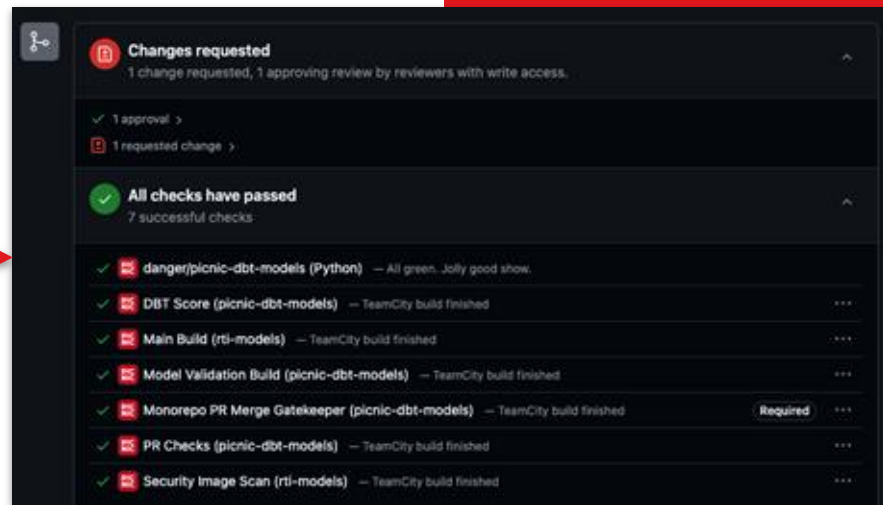 Changes requested
1 change requested, 1 approving review by reviewers with write access.
1 approval
1 requested change
All checks have passed
7 successful checks
danger/picnic-dbt-models (Python) — All green. Jolly good show.
DBT Score (picnic-dbt-models) — TeamCity build finished
Main Build (rti-models) — TeamCity build finished
Model Validation Build (picnic-dbt-models) — TeamCity build finished
Monorepo PR Merge Gatekeeper (picnic-dbt-models) — TeamCity build finished Required
PR Checks (picnic-dbt-models) — TeamCity build finished
Security Image Scan (rti-models) — TeamCity build finished